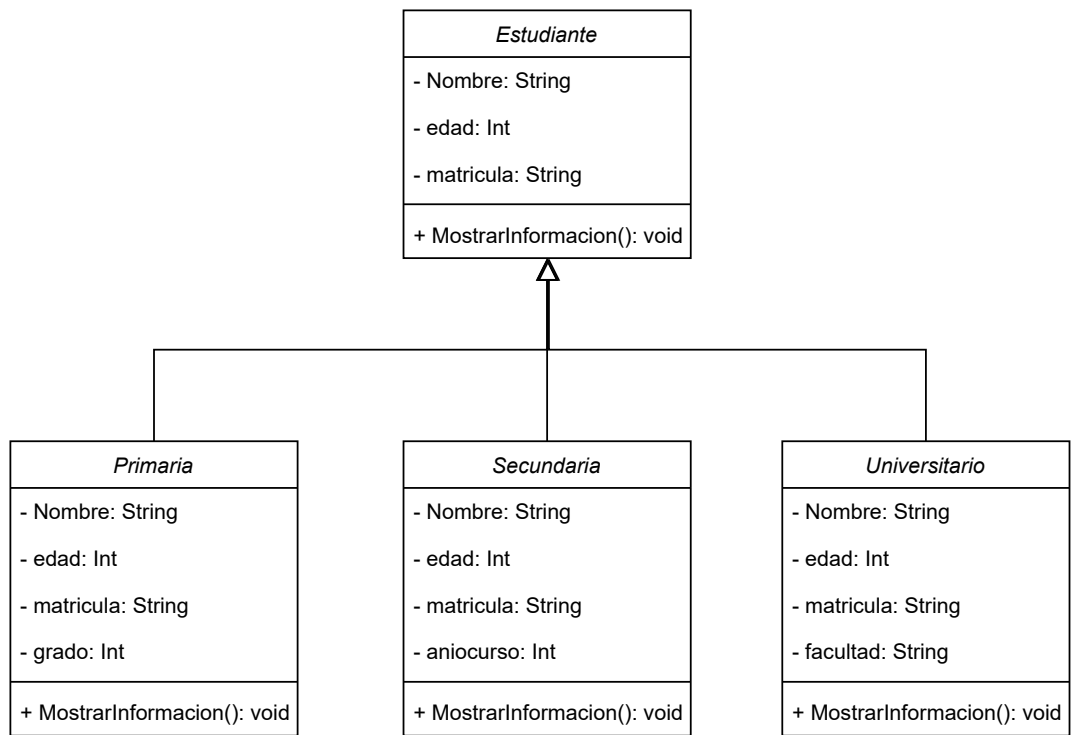 Estudiante
- Nombre: String
- edad: Int
- matricula: String
+ MostrarInformacion(): void
Primaria
- Nombre: String
- edad: Int
- matricula: String
- grado: Int
+ MostrarInformacion(): void
Secundaria
- Nombre: String
- edad: Int
- matricula: String
- aniocurso: Int
+ MostrarInformacion(): void
Universitario
- Nombre: String
- edad: Int
- matricula: String
- facultad: String
+ MostrarInformacion(): void